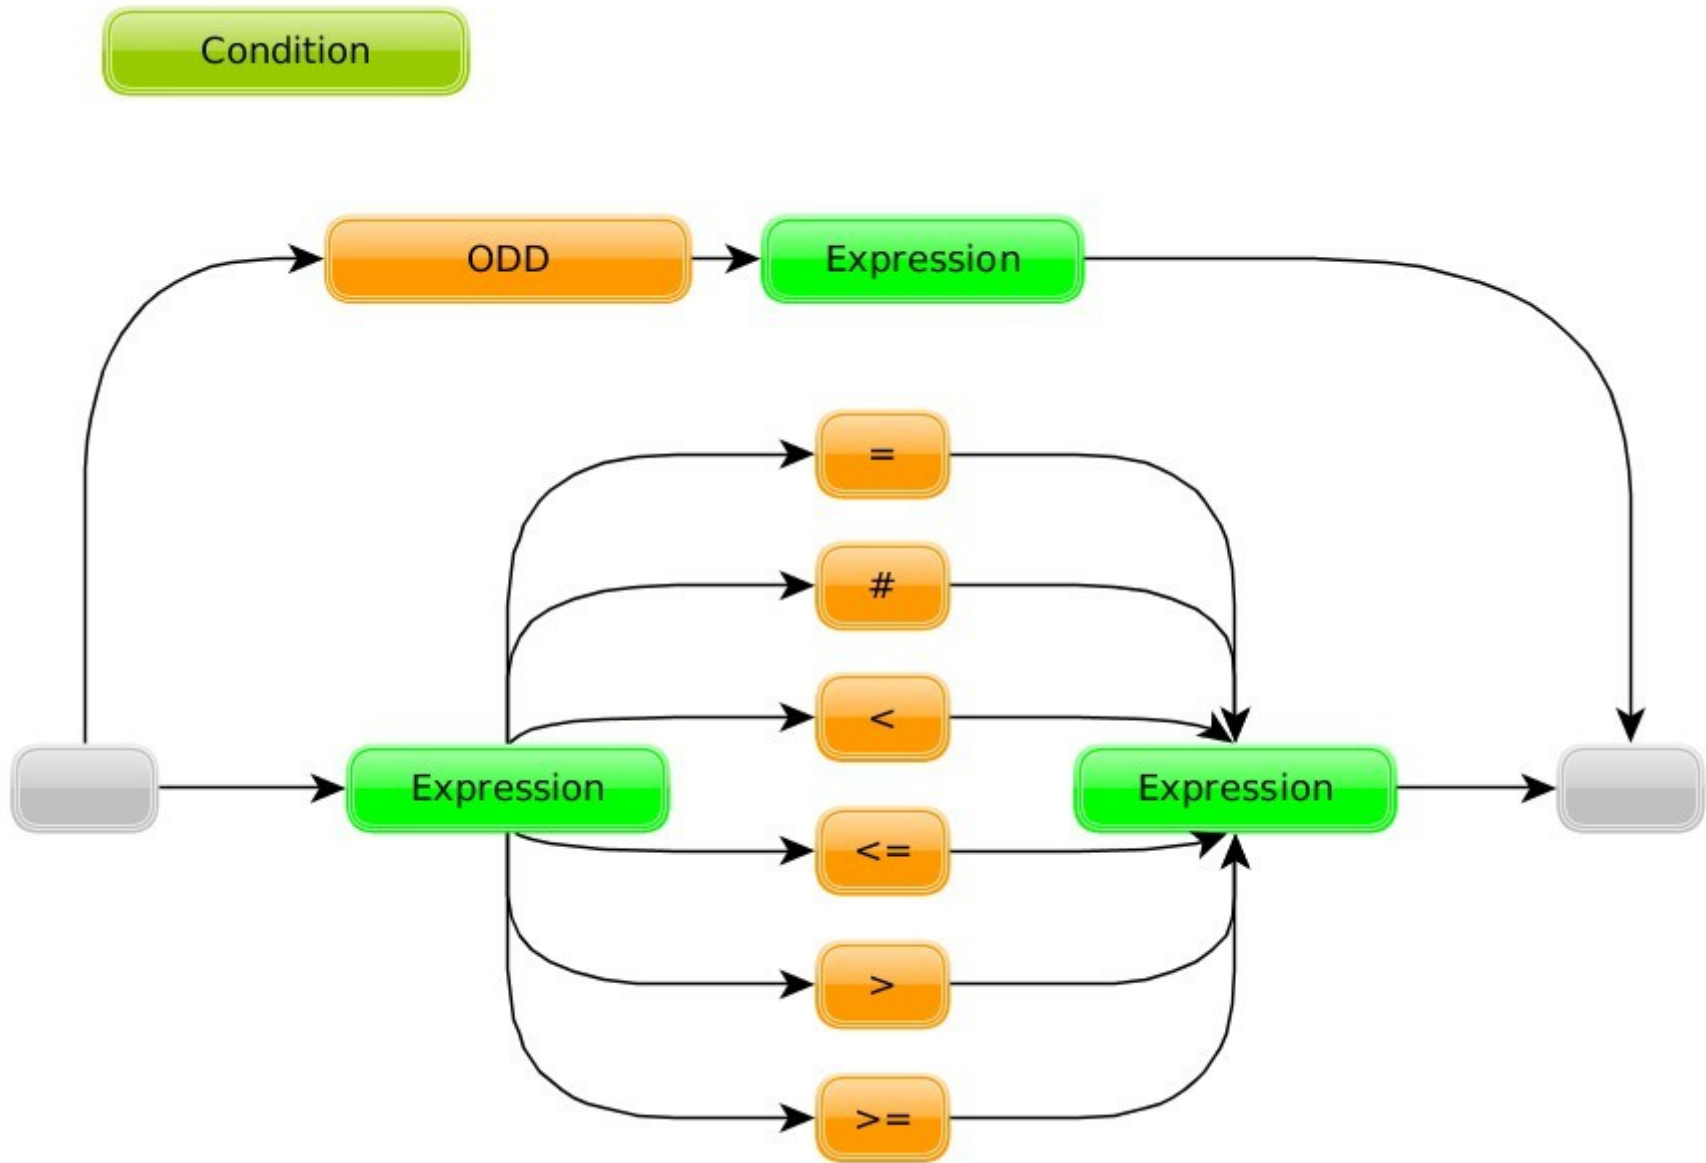 Condition
ODD
Expression
=
#
<
Expression
Expression
<=
>
>=